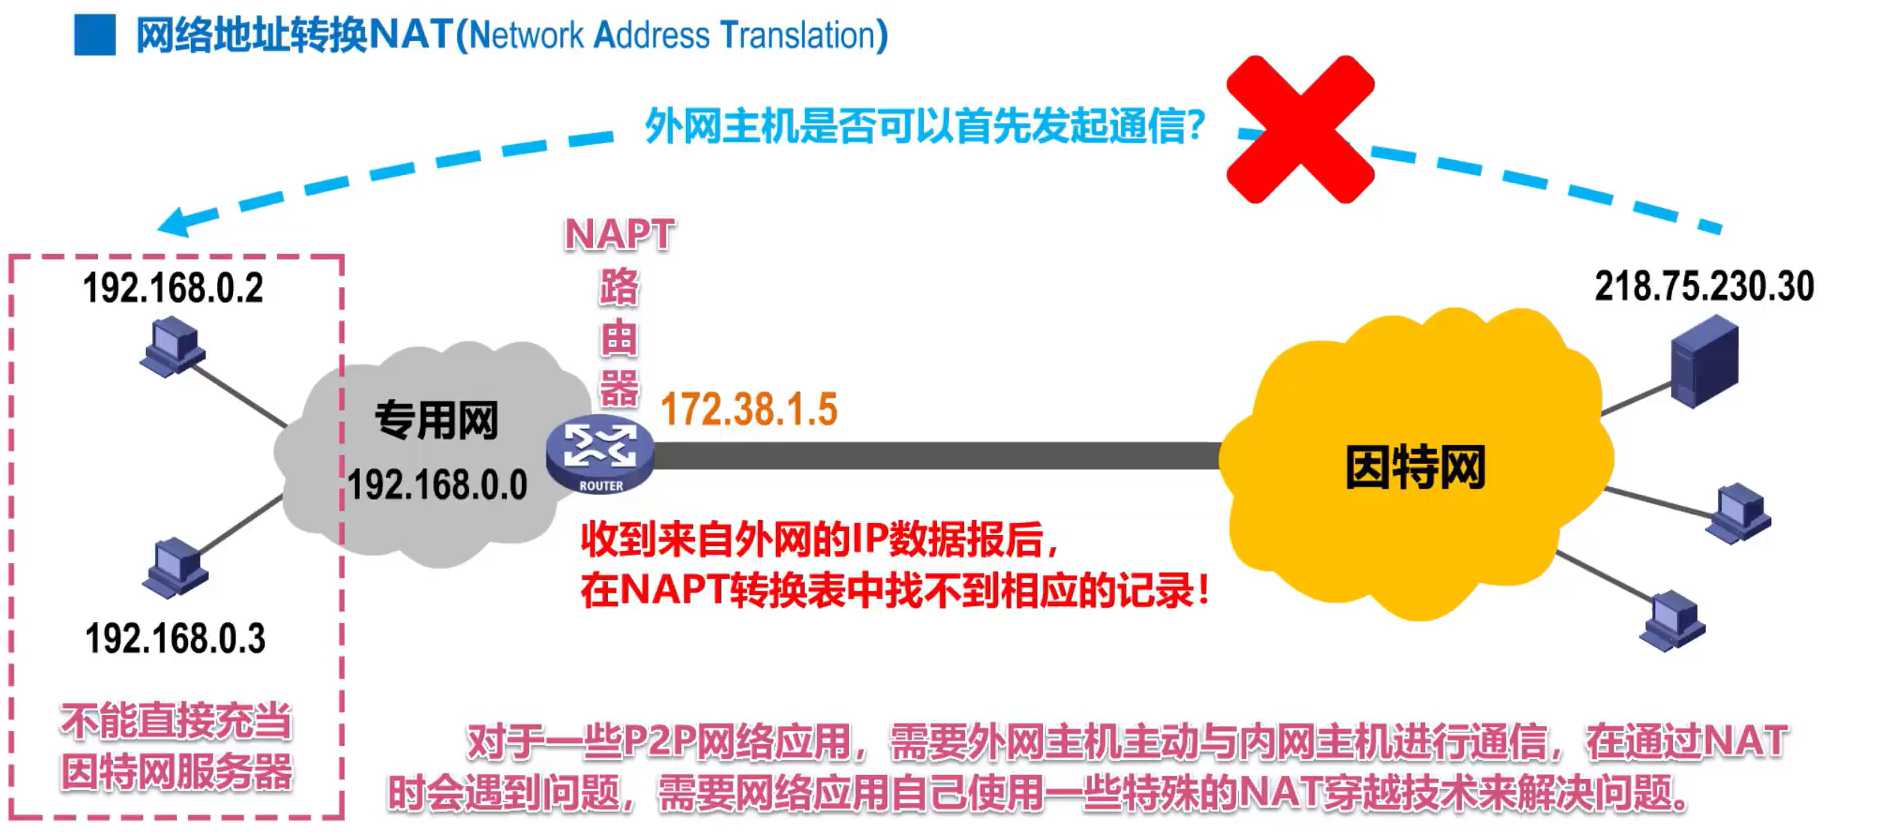 网络地址转换NAT(Network Address Translation)
外网主机是否可以首先发起通信？
NAPT
路
由
器
192.168.0.2
218.75.230.30
172.38.1.5
专用网
192.168.0.0
ROUTER
因特网
收到来自外网的IP数据报后，
在NAPT转换表中找不到相应的记录！
192.168.0.3
不能直接充当
因特网服务器
对于一些P2P网络应用，需要外网主机主动与内网主机进行通信，在通过NAT
时会遇到问题，需要网络应用自己使用一些特殊的NAT穿越技术来解决问题。